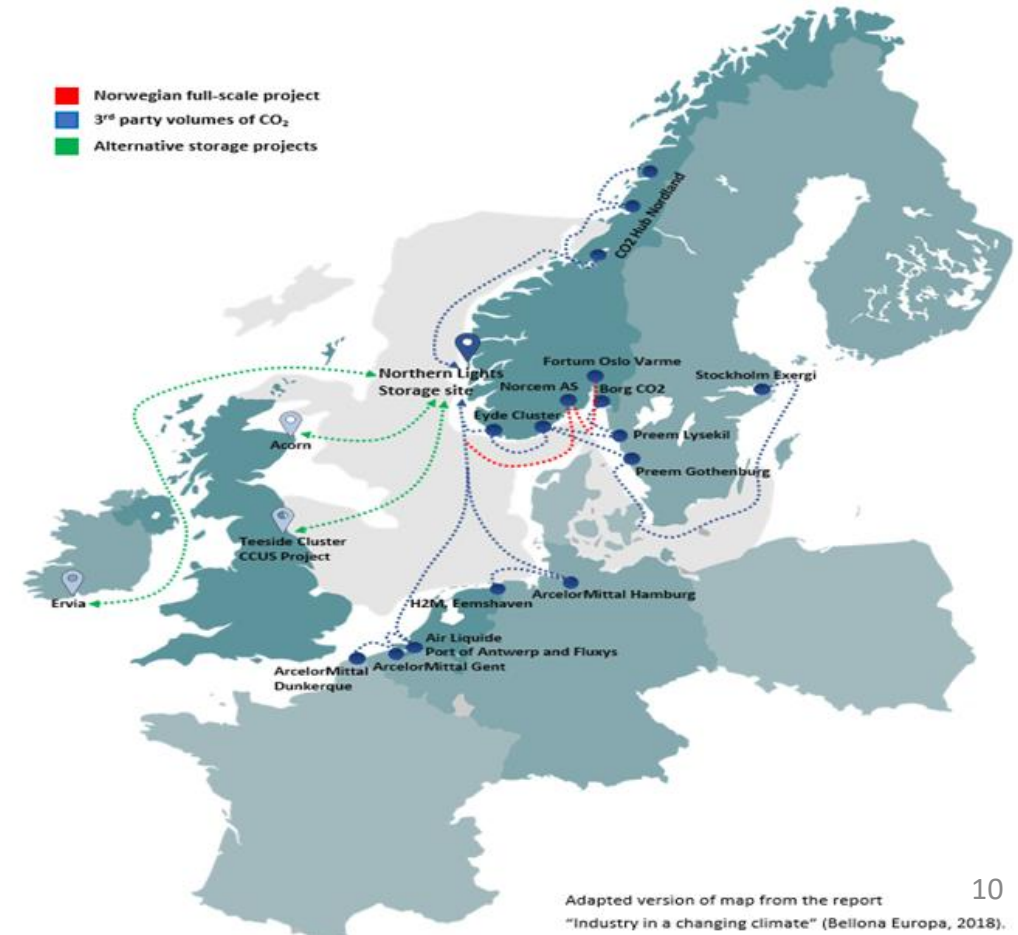 Norwegian full-scale project
3rd party volumes of CO₂
Alternative storage projects
CO2 Hub Nordland
Northern Lights
Storage site
Fortum Oslo Varme
Norcem AS
Borg CO2
Stockholm Exergi
Eyde Cluster
Preem Lysekil
Preem Gothenburg
Acorn
Teeside Cluster
CCUS Project
Ervia
H2M, Eemshaven
ArcelorMittal Hamburg
Air Liquide
Port of Antwerp and Fluxys
ArcelorMittal Gent
ArcelorMittal
Dunkerque
10
Adapted version of map from the report
“Industry in a changing climate” (Bellona Europa, 2018).